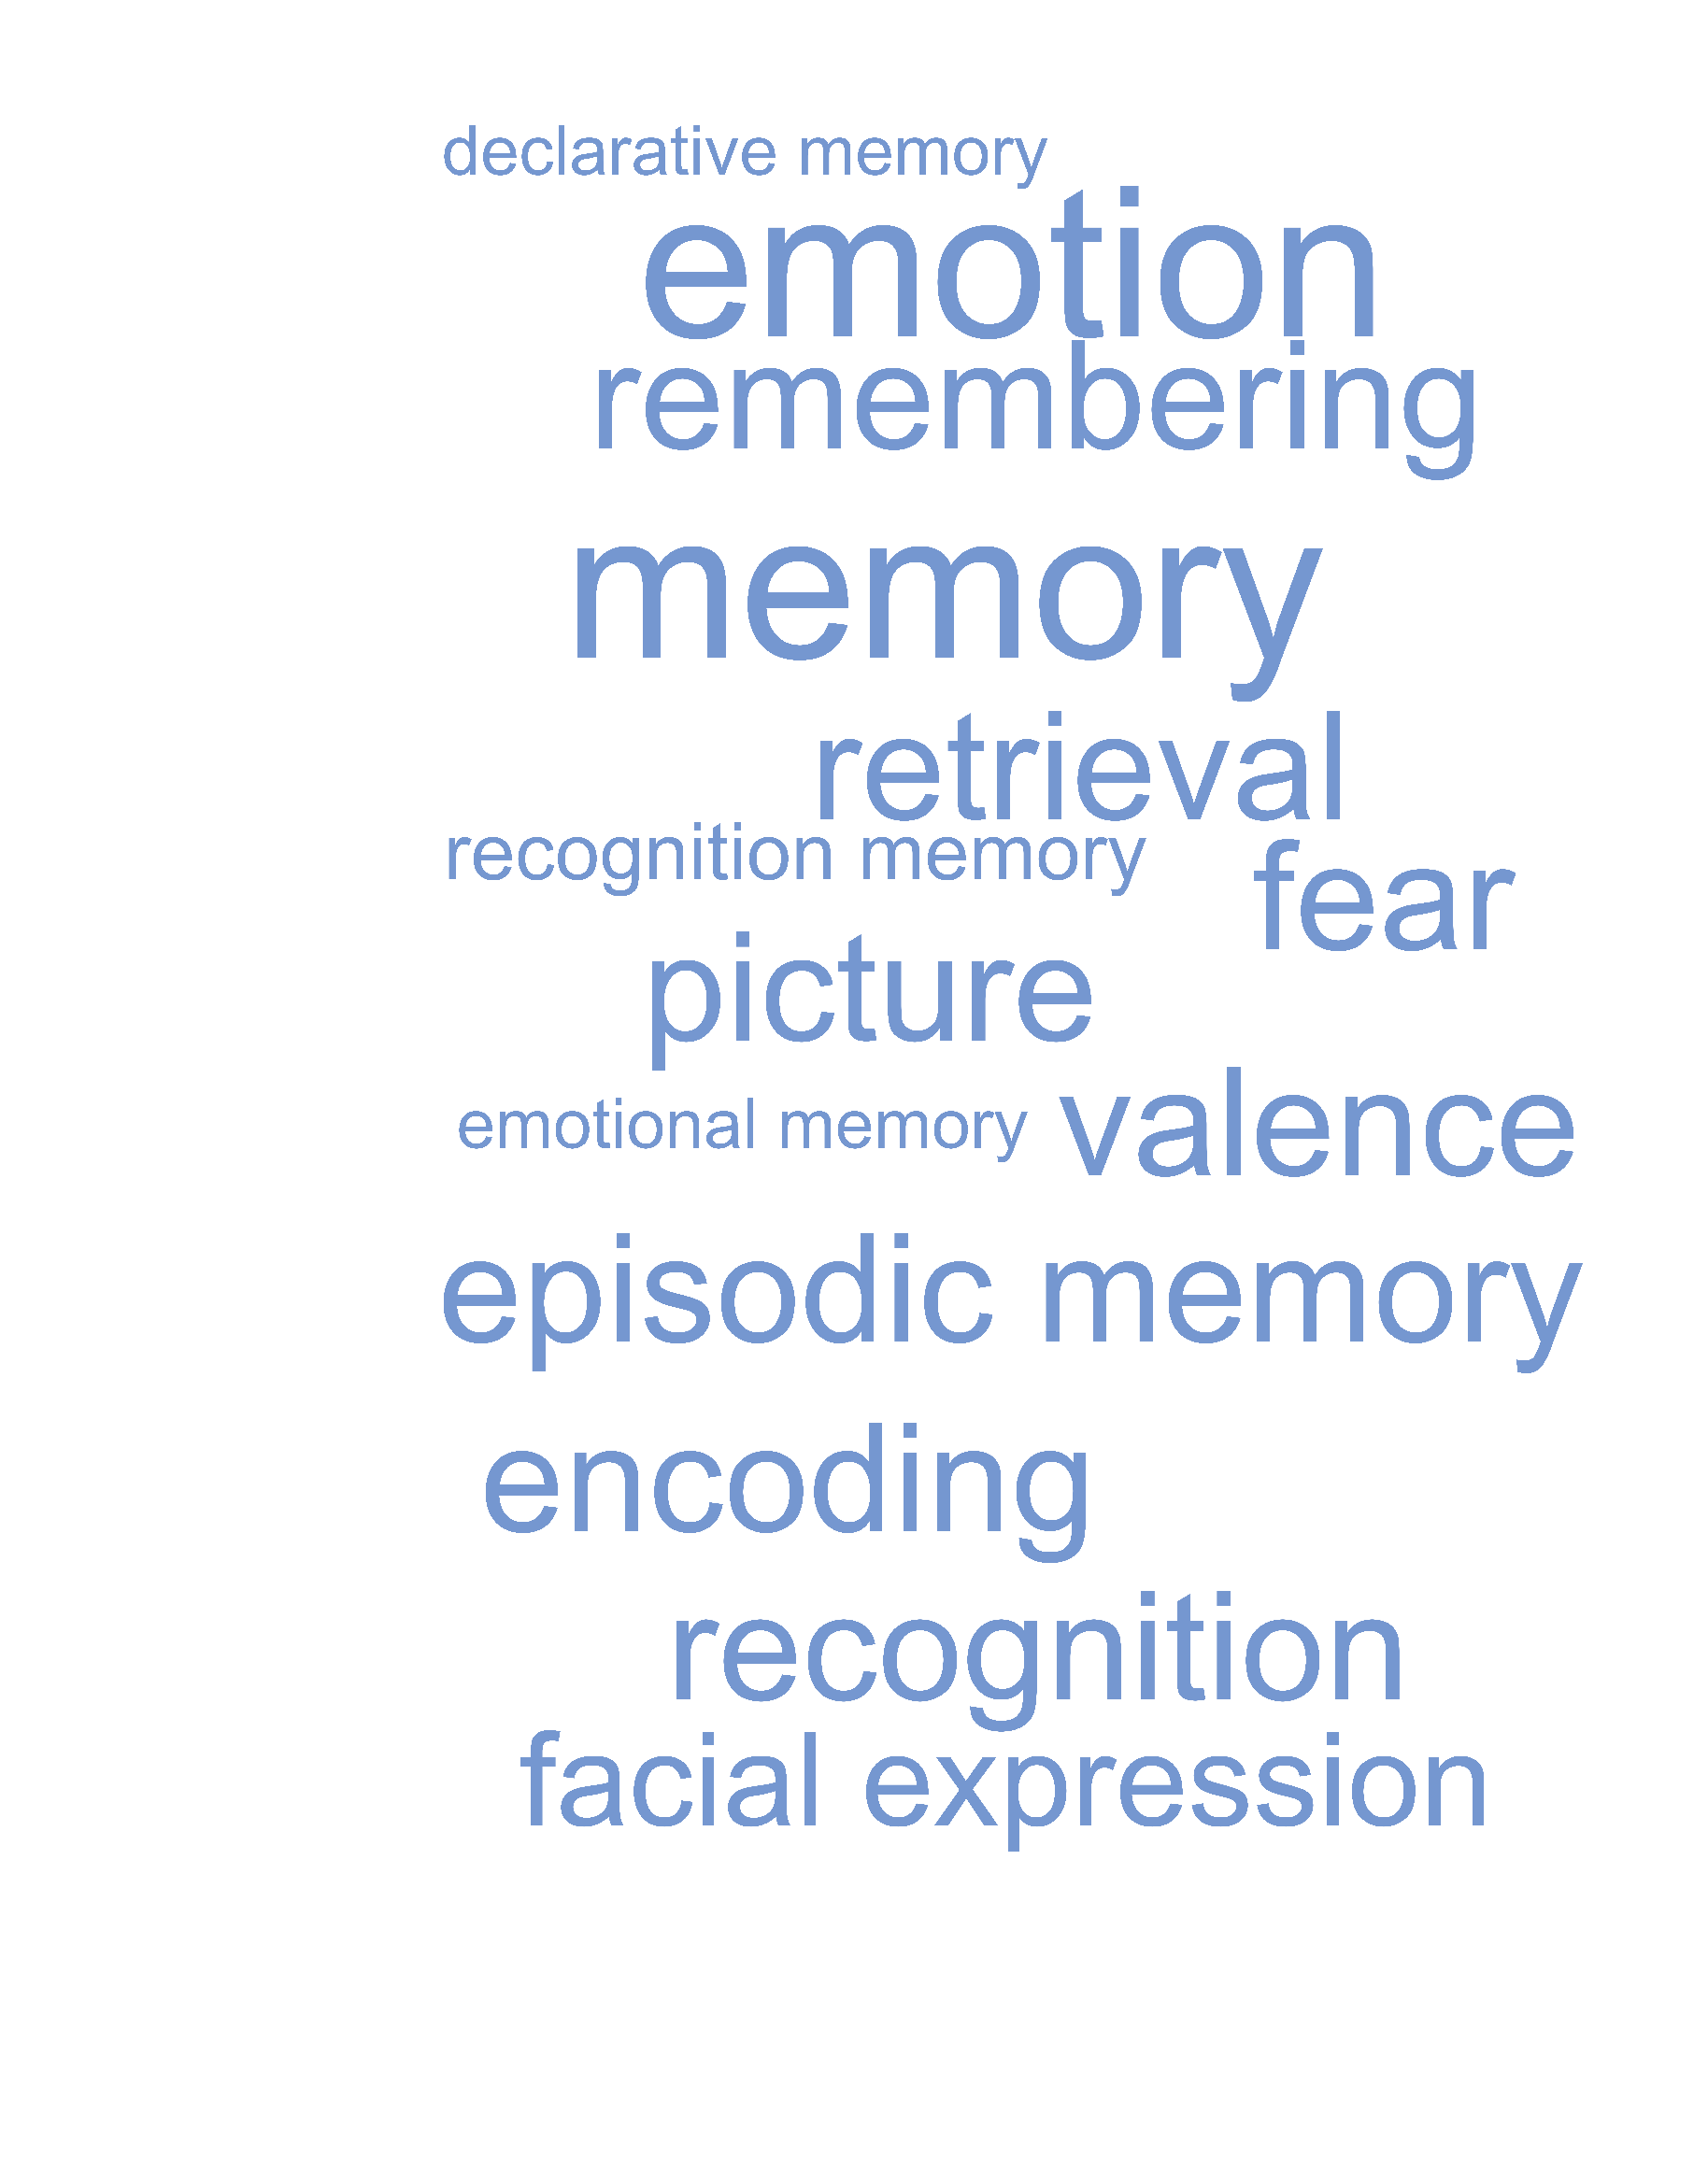 declarative memory
emotion
remembering
memory
retrieval
recognition memory
fear
picture
emotional memory
valence
episodic memory
encoding
recognition
facial expression